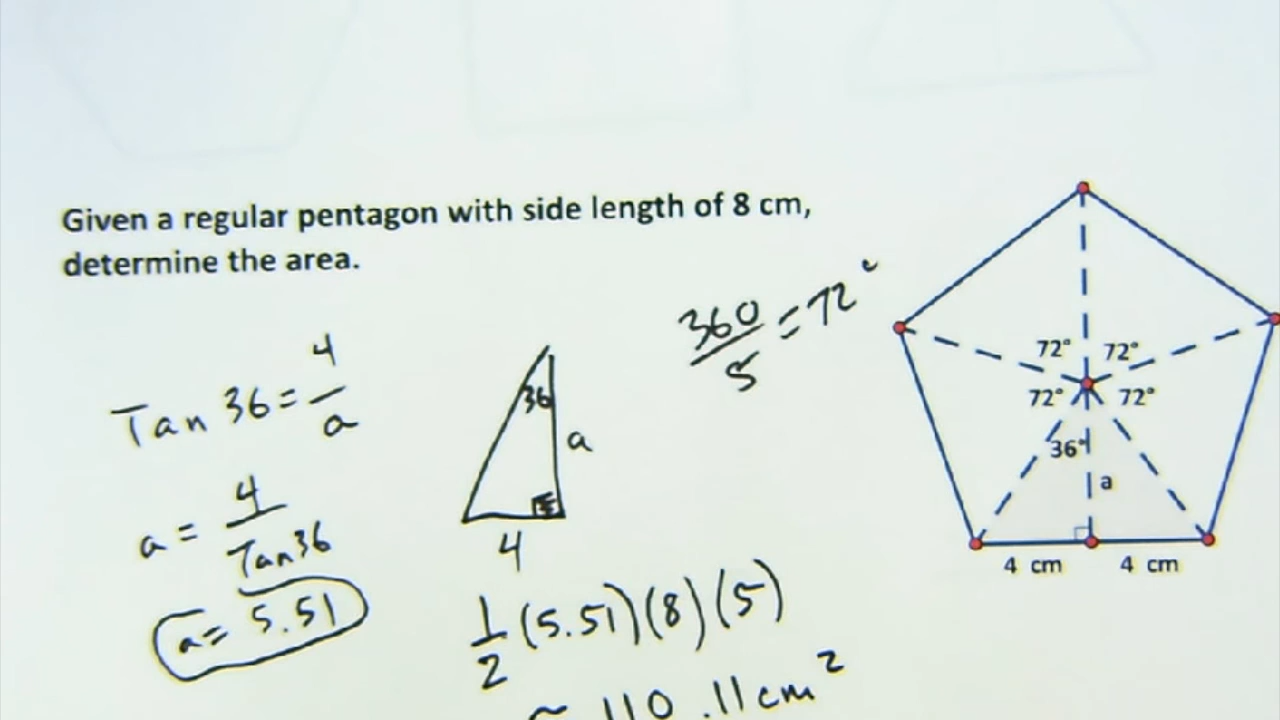 Given a regular pentagon with side length of 8 cm,
determine the area.
Tan 36 = 4/a
a = 4/Tan36
a = 5.51
36
a
4
360/5 = 72°
1/2 (5.51)(8)(5)
≈ 110.11 cm²
72° 72°
72° 72°
36°
a
4 cm 4 cm